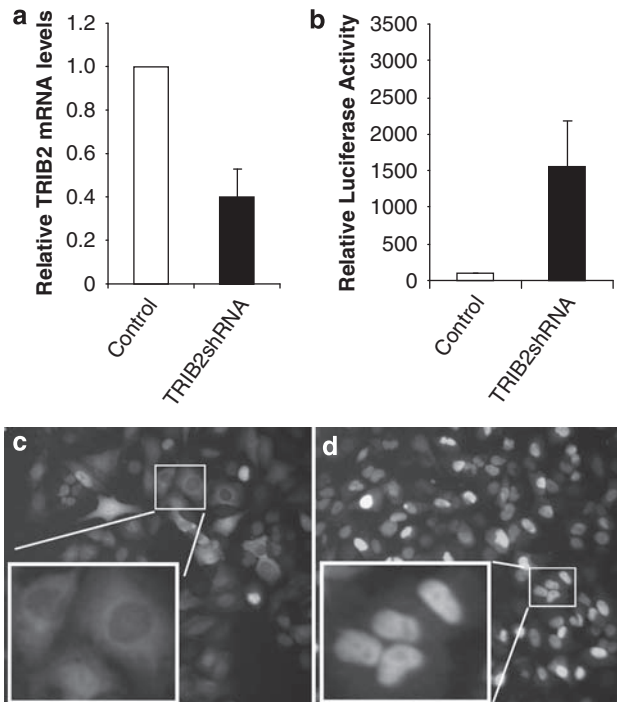 a
Relative TRIB2 mRNA levels
1.2
1.0
0.8
0.6
0.4
0.2
0
Control
TRIB2shRNA
b
Relative Luciferase Activity
3500
3000
2500
2000
1500
1000
500
0
Control
TRIB2shRNA
c
d